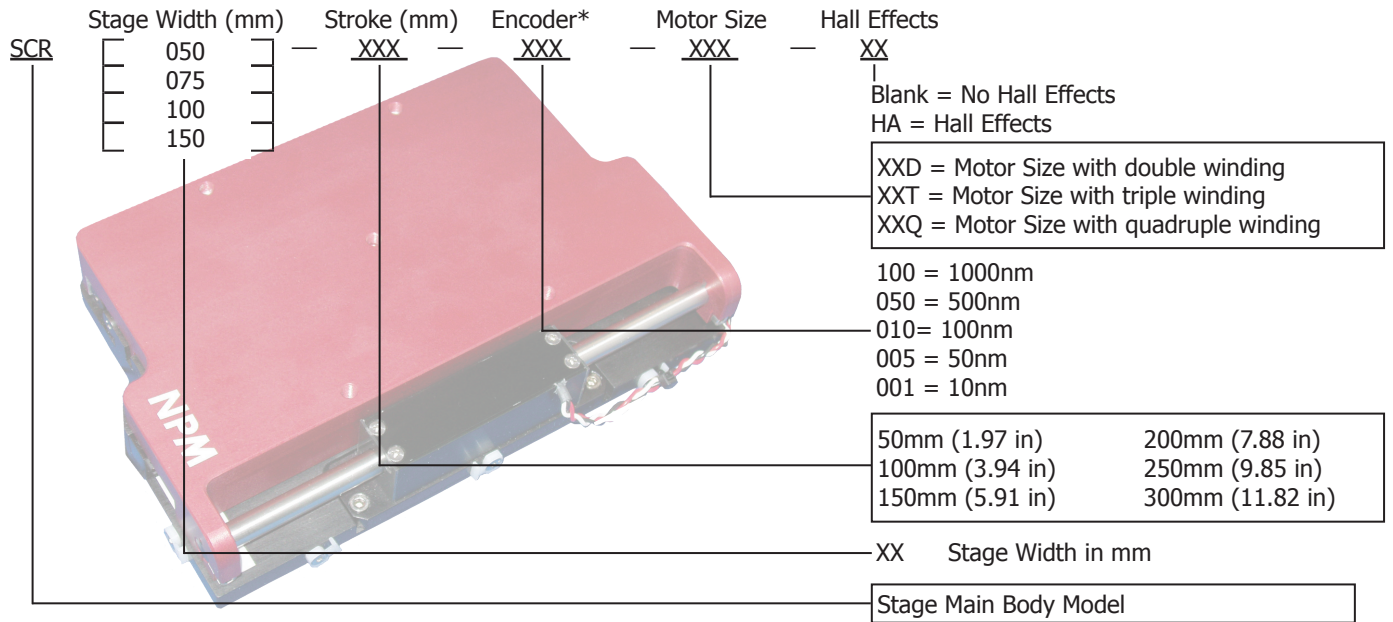 Stage Width (mm) Stroke (mm) Encoder* Motor Size Hall Effects
SCR 050 — XXX — XXX — XXX — XX
075
100
150
Blank = No Hall Effects
HA = Hall Effects
XXD = Motor Size with double winding
XXT = Motor Size with triple winding
XXQ = Motor Size with quadruple winding
100 = 1000nm
050 = 500nm
010= 100nm
005 = 50nm
001 = 10nm
50mm (1.97 in) 200mm (7.88 in)
100mm (3.94 in) 250mm (9.85 in)
150mm (5.91 in) 300mm (11.82 in)
XX Stage Width in mm
Stage Main Body Model
NPM